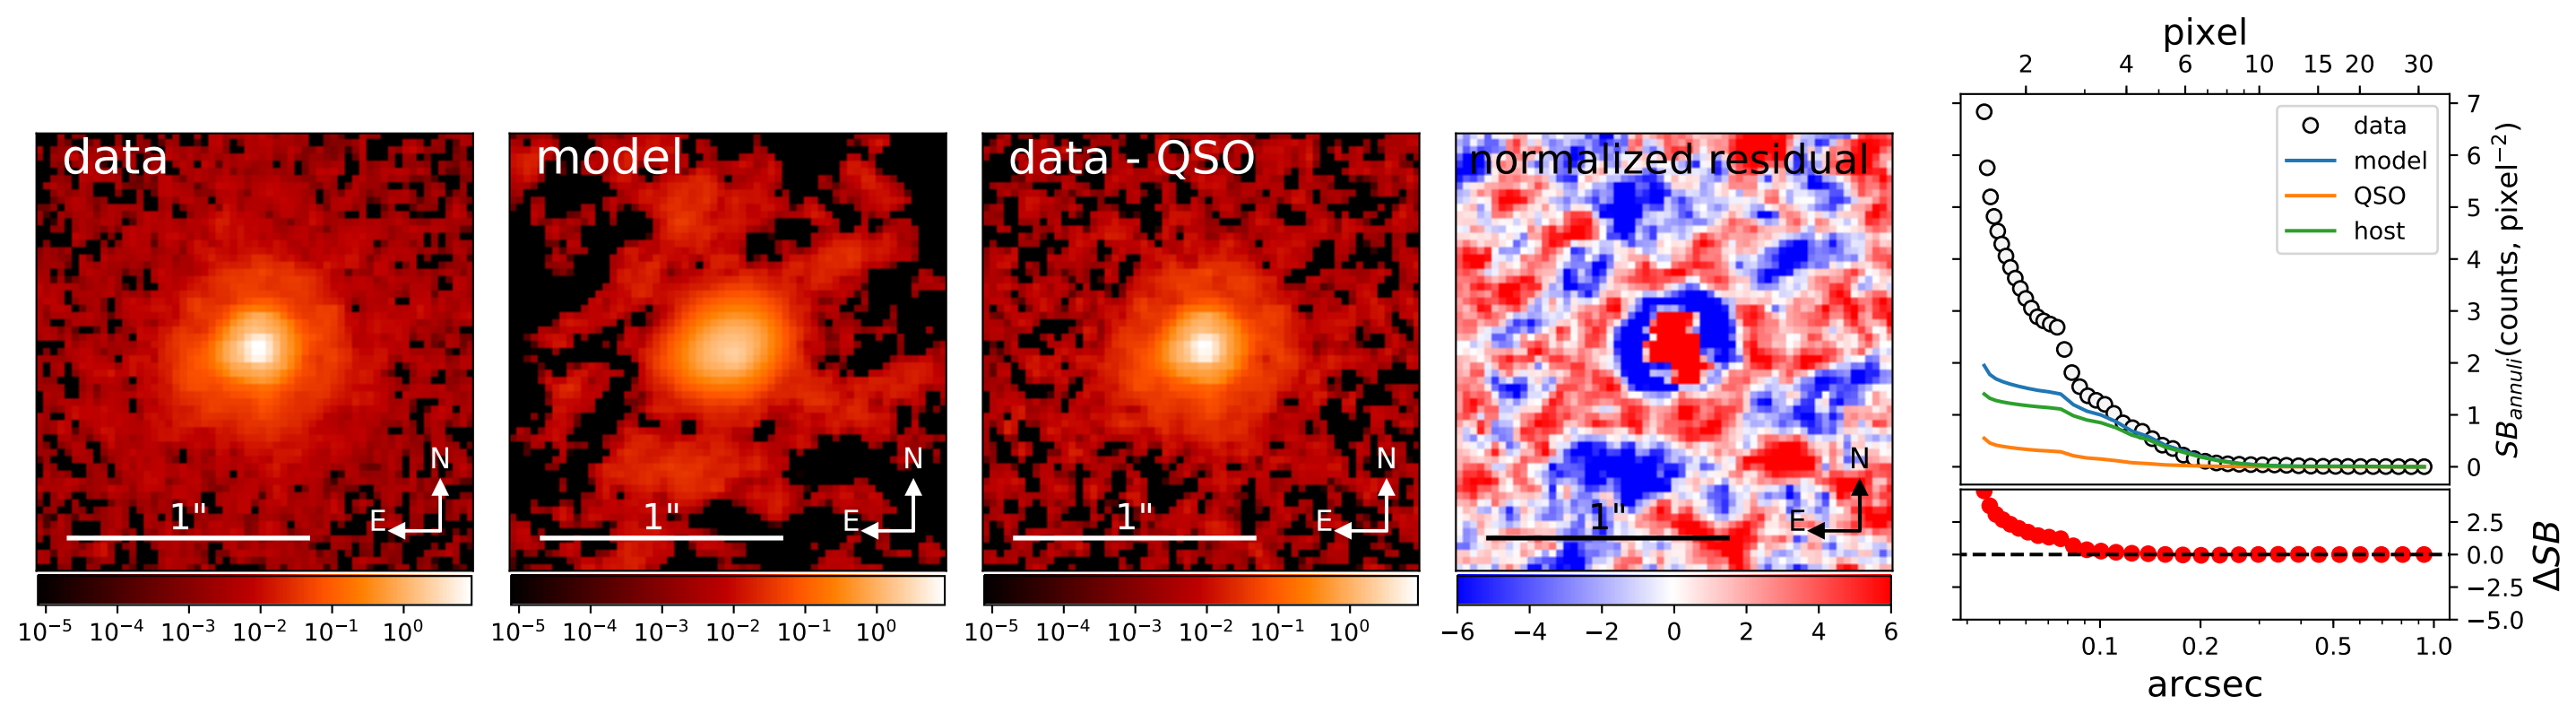 data
1"
N
E
10⁻⁵ 10⁻⁴ 10⁻³ 10⁻² 10⁻¹ 10⁰
model
1"
N
E
10⁻⁵ 10⁻⁴ 10⁻³ 10⁻² 10⁻¹ 10⁰
data - QSO
1"
N
E
10⁻⁵ 10⁻⁴ 10⁻³ 10⁻² 10⁻¹ 10⁰
normalized residual
1"
N
E
−6 −4 −2 0 2 4 6
pixel
2 4 6 10 15 20 30
data
model
QSO
host
7
6
5
4
3
2
1
0
SB_annuli(counts, pixel⁻²)
2.5
0.0
−2.5
−5.0
ΔSB
0.1 0.2 0.5 1.0
arcsec